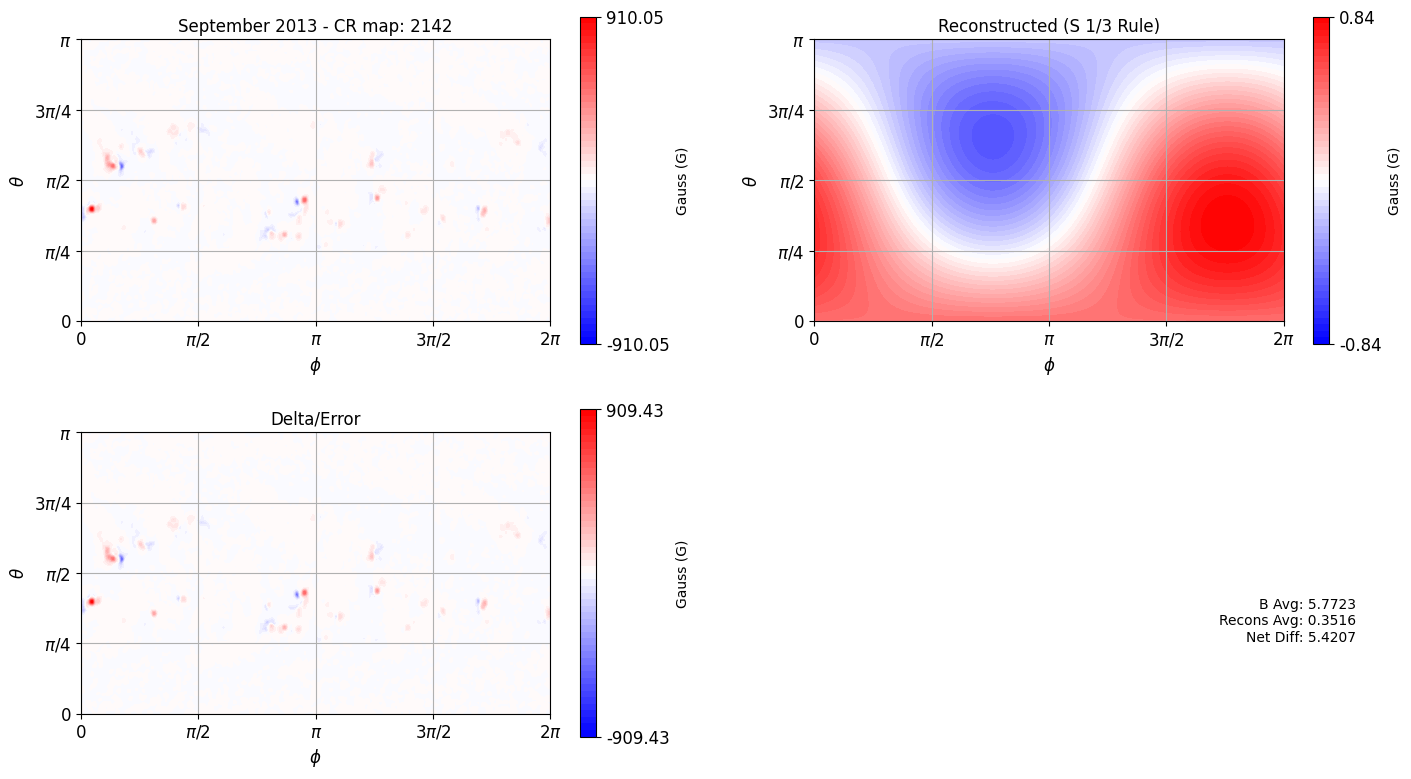 September 2013 - CR map: 2142
π
3π/4
π/2
π/4
0
θ
0
π/2
π
3π/2
2π
ϕ
910.05
-910.05
Gauss (G)
Reconstructed (S 1/3 Rule)
π
3π/4
π/2
π/4
0
θ
0
π/2
π
3π/2
2π
ϕ
0.84
-0.84
Gauss (G)
Delta/Error
π
3π/4
π/2
π/4
0
θ
0
π/2
π
3π/2
2π
ϕ
909.43
-909.43
Gauss (G)
B Avg: 5.7723
Recons Avg: 0.3516
Net Diff: 5.4207